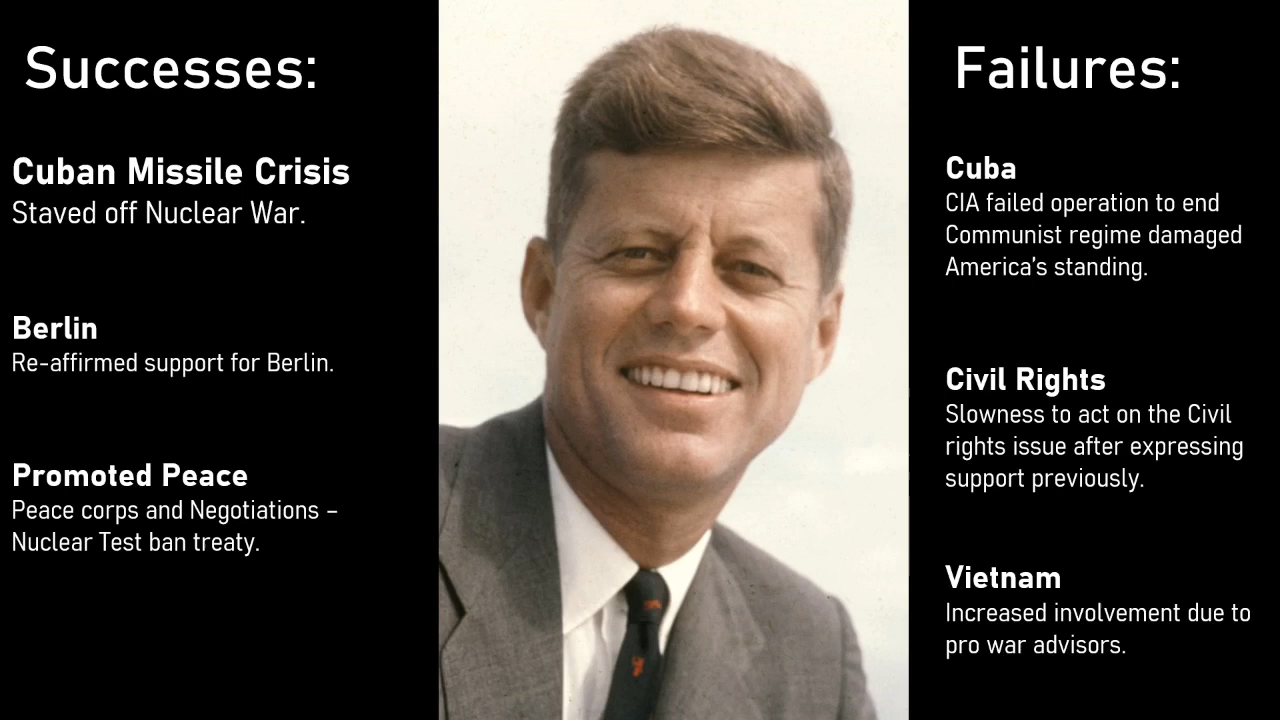 Successes:
Cuban Missile Crisis
Staved off Nuclear War.
Berlin
Re-affirmed support for Berlin.
Promoted Peace
Peace corps and Negotiations –
Nuclear Test ban treaty.
Failures:
Cuba
CIA failed operation to end
Communist regime damaged
America's standing.
Civil Rights
Slowness to act on the Civil
rights issue after expressing
support previously.
Vietnam
Increased involvement due to
pro war advisors.